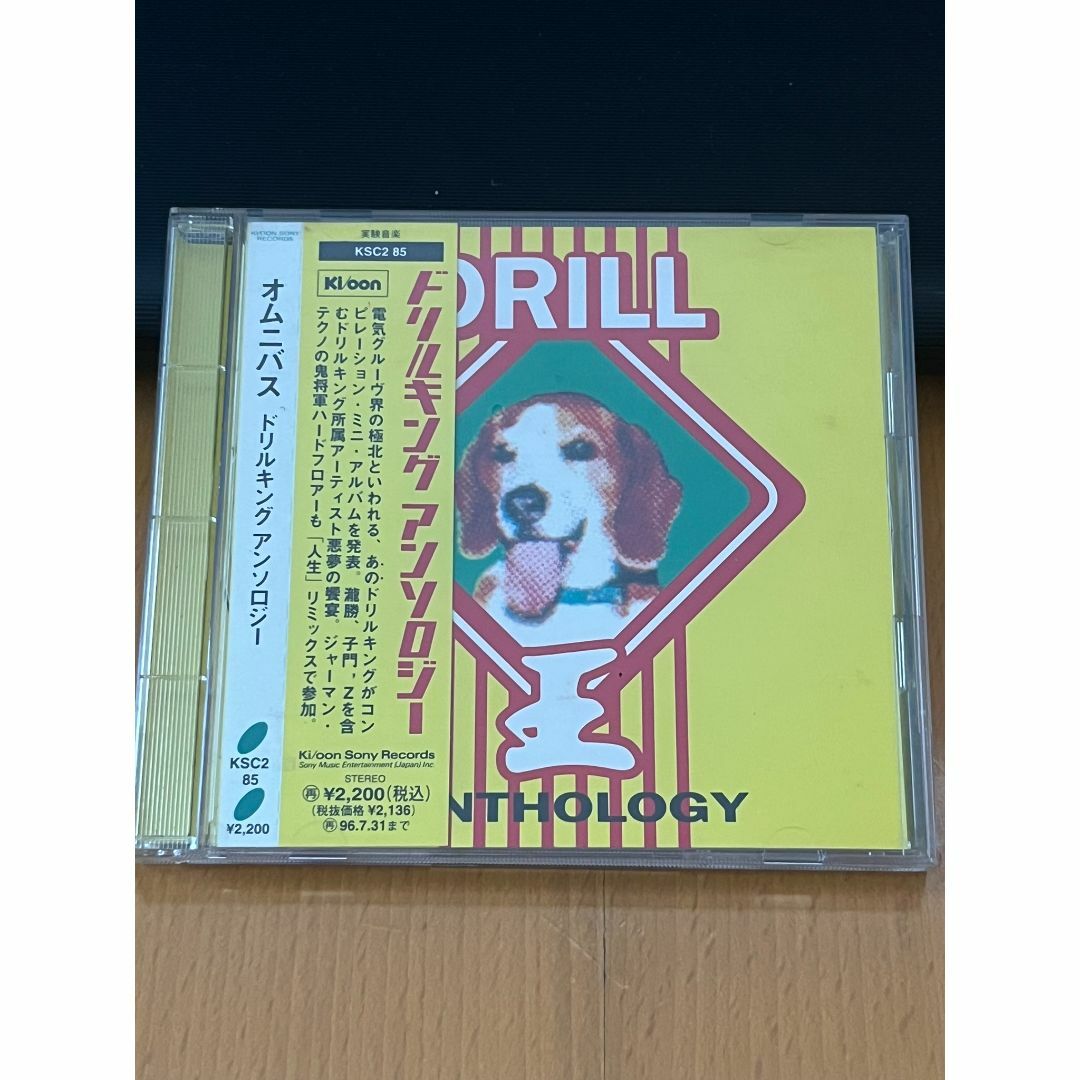 KI/OON SONY
RECORDS
オムニバス ドリルキング アンソロジー
KSC2
85
¥2,200
実験音楽
KSC2 85
Ki/oon
ドリルキング アンソロジー
電気グルーヴ界の極北といわれる、あのドリルキングがコン
ピレーション・ミニ・アルバムを発表。瀧勝、子門,Zを含
むドリルキング所属アーティスト悪夢の饗宴。ジャーマン・
テクノの鬼将軍ハードフロアーも「人生」リミックスで参加。
Ki/oon Sony Records
Sony Music Entertainment (Japan) Inc.
STEREO
再 ¥2,200(税込)
(税抜価格 ¥2,136)
再 96.7.31まで
DRILL
王
NTHOLOGY